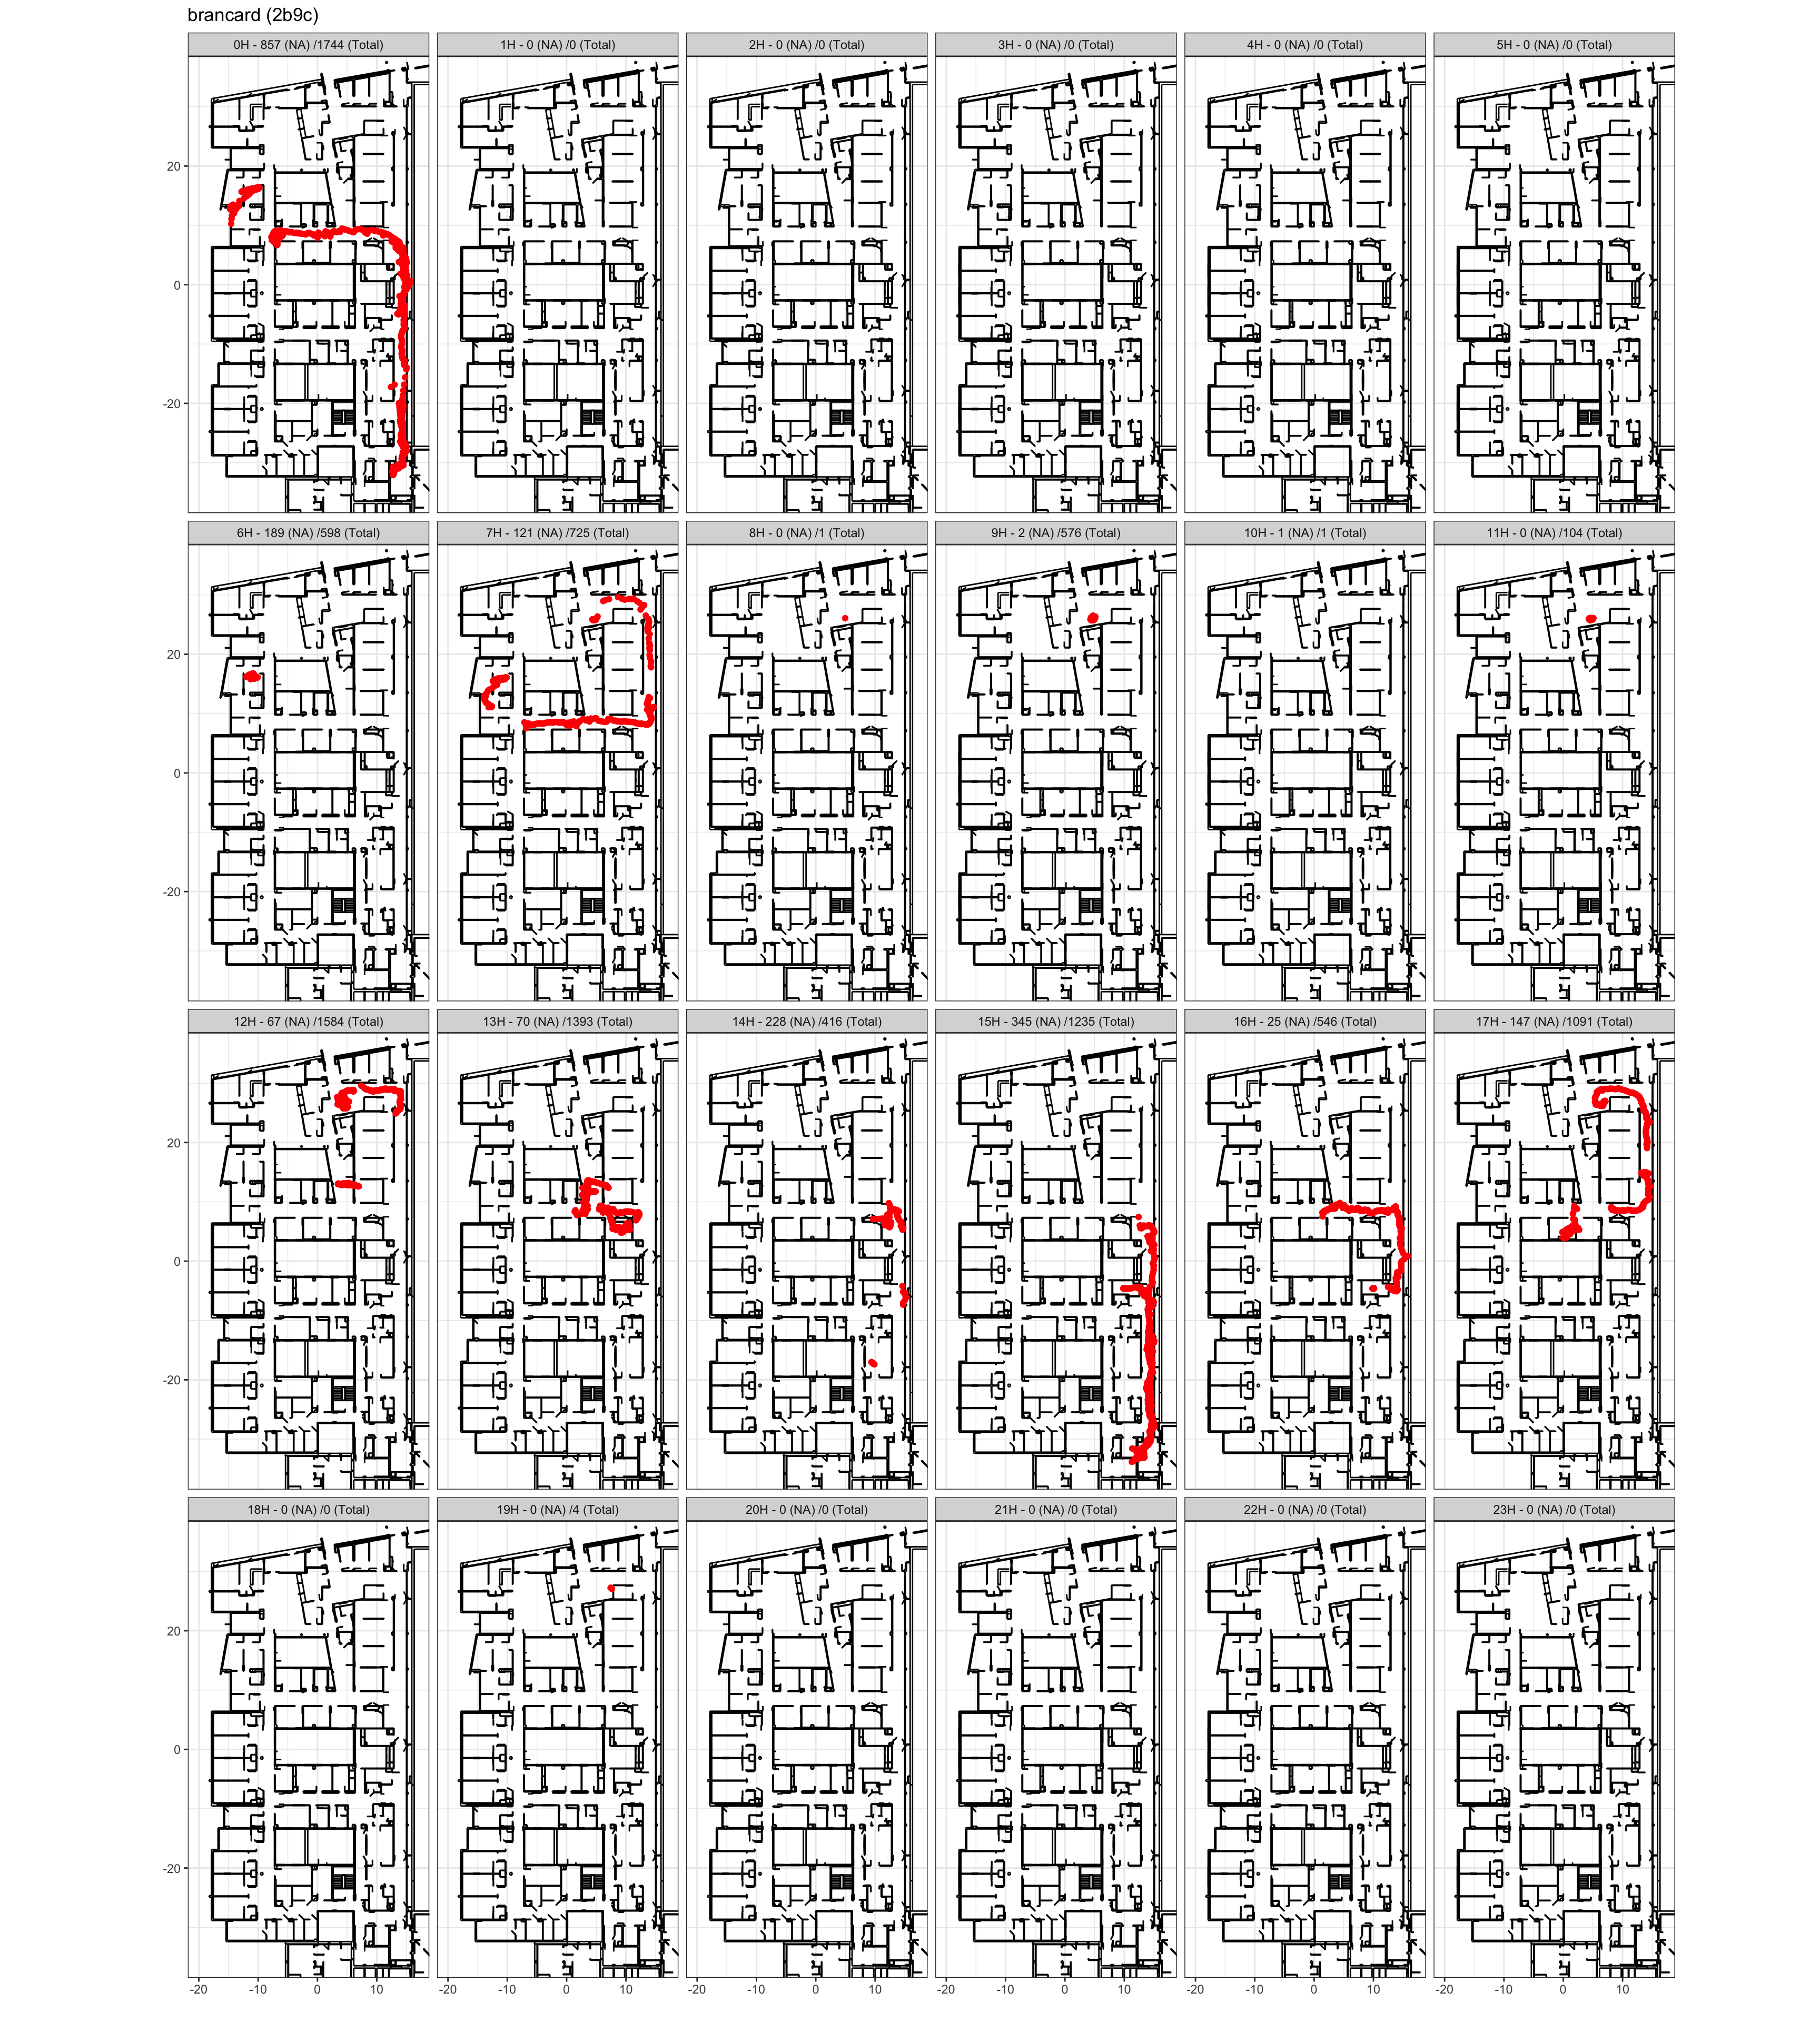 brancard (2b9c)
0H - 857 (NA) /1744 (Total)
1H - 0 (NA) /0 (Total)
2H - 0 (NA) /0 (Total)
3H - 0 (NA) /0 (Total)
4H - 0 (NA) /0 (Total)
5H - 0 (NA) /0 (Total)
20
0
-20
6H - 189 (NA) /598 (Total)
7H - 121 (NA) /725 (Total)
8H - 0 (NA) /1 (Total)
9H - 2 (NA) /576 (Total)
10H - 1 (NA) /1 (Total)
11H - 0 (NA) /104 (Total)
20
0
-20
12H - 67 (NA) /1584 (Total)
13H - 70 (NA) /1393 (Total)
14H - 228 (NA) /416 (Total)
15H - 345 (NA) /1235 (Total)
16H - 25 (NA) /546 (Total)
17H - 147 (NA) /1091 (Total)
20
0
-20
18H - 0 (NA) /0 (Total)
19H - 0 (NA) /4 (Total)
20H - 0 (NA) /0 (Total)
21H - 0 (NA) /0 (Total)
22H - 0 (NA) /0 (Total)
23H - 0 (NA) /0 (Total)
20
0
-20
-20 -10 0 10
-20 -10 0 10
-20 -10 0 10
-20 -10 0 10
-20 -10 0 10
-20 -10 0 10